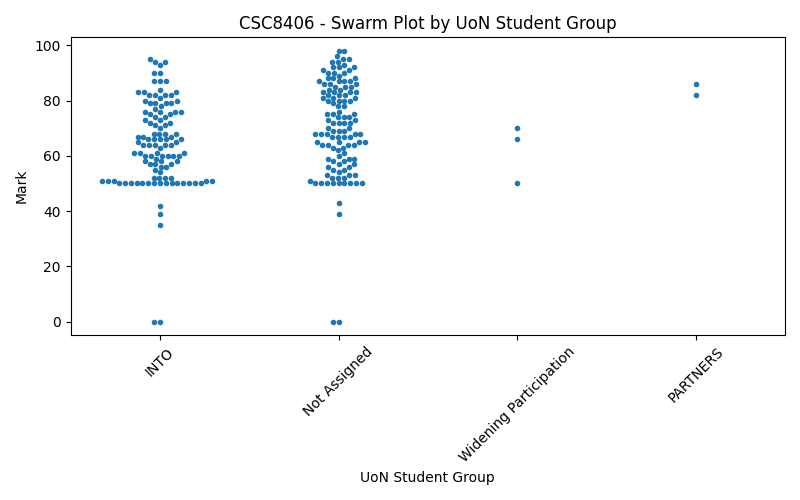 CSC8406 - Swarm Plot by UoN Student Group
100
80
60
40
20
0
Mark
INTO
Not Assigned
Widening Participation
PARTNERS
UoN Student Group